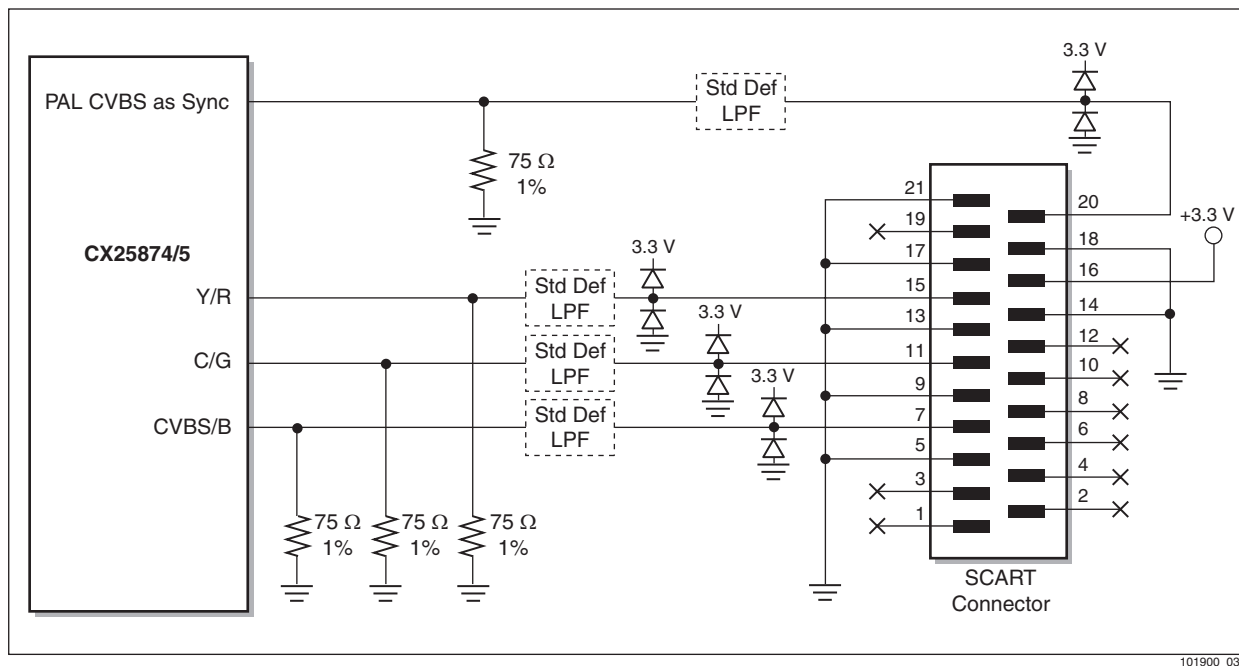 PAL CVBS as Sync
Std Def
LPF
3.3 V
75 Ω
1%
CX25874/5
Y/R
Std Def
LPF
3.3 V
C/G
Std Def
LPF
3.3 V
CVBS/B
Std Def
LPF
3.3 V
75 Ω
1%
75 Ω
1%
75 Ω
1%
21
19
17
15
13
11
9
7
5
3
1
20
18
16
14
12
10
8
6
4
2
+3.3 V
SCART
Connector
101900_03